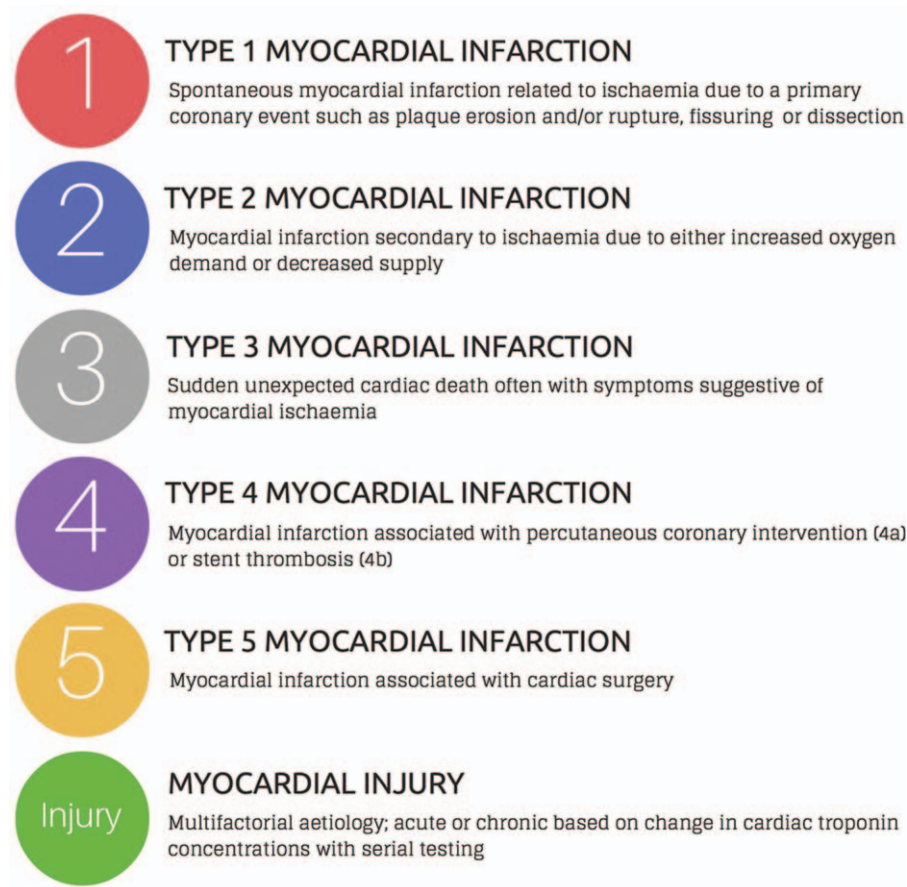 1
TYPE 1 MYOCARDIAL INFARCTION
Spontaneous myocardial infarction related to ischaemia due to a primary
coronary event such as plaque erosion and/or rupture, fissuring or dissection
2
TYPE 2 MYOCARDIAL INFARCTION
Myocardial infarction secondary to ischaemia due to either increased oxygen
demand or decreased supply
3
TYPE 3 MYOCARDIAL INFARCTION
Sudden unexpected cardiac death often with symptoms suggestive of
myocardial ischaemia
4
TYPE 4 MYOCARDIAL INFARCTION
Myocardial infarction associated with percutaneous coronary intervention (4a)
or stent thrombosis (4b)
5
TYPE 5 MYOCARDIAL INFARCTION
Myocardial infarction associated with cardiac surgery
Injury
MYOCARDIAL INJURY
Multifactorial aetiology; acute or chronic based on change in cardiac troponin
concentrations with serial testing